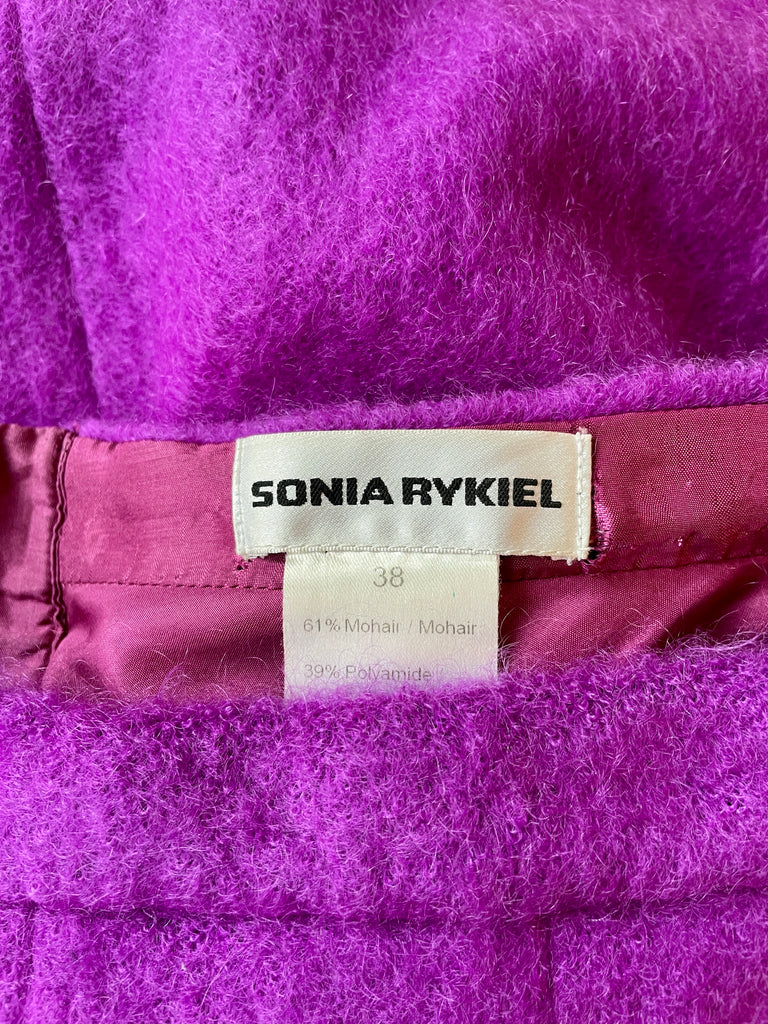 SONIA RYKIEL
38
61% Mohair / Mohair
39% Polyamide /